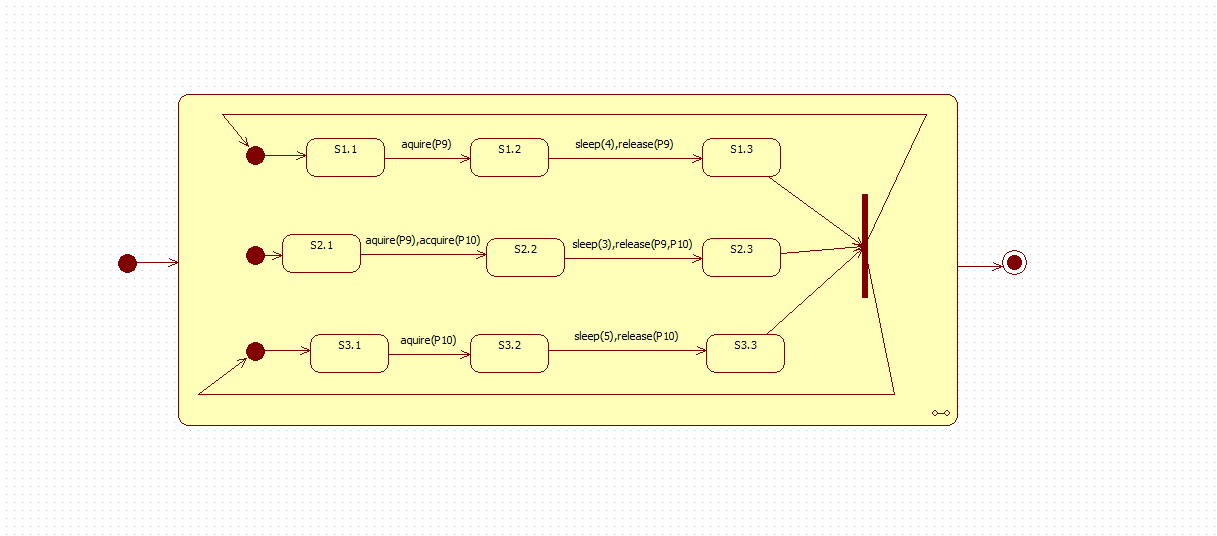 S1.1
aquire(P9)
S1.2
sleep(4),release(P9)
S1.3
S2.1
aquire(P9),acquire(P10)
S2.2
sleep(3),release(P9,P10)
S2.3
S3.1
aquire(P10)
S3.2
sleep(5),release(P10)
S3.3